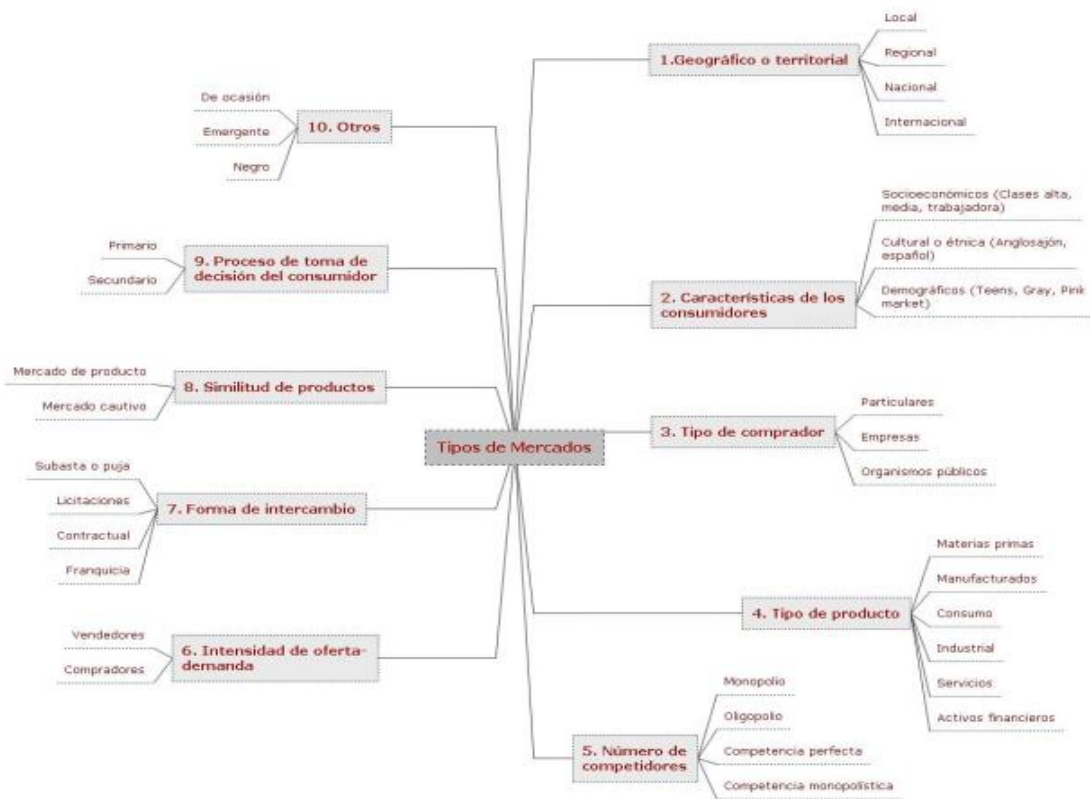 Tipos de Mercados
1.Geográfico o territorial
Local
Regional
Nacional
Internacional
2. Características de los
consumidores
Socioeconómicos (Clases alta,
media, trabajadora)
Cultural o étnica (Anglosajón,
español)
Demográficos (Teens, Gray, Pink
market)
3. Tipo de comprador
Particulares
Empresas
Organismos públicos
4. Tipo de producto
Materias primas
Manufacturados
Consumo
Industrial
Servicios
Activos financieros
5. Número de
competidores
Monopolio
Oligopolio
Competencia perfecta
Competencia monopolística
6. Intensidad de oferta-
demanda
Vendedores
Compradores
7. Forma de intercambio
Subasta o puja
Licitaciones
Contractual
Franquicia
8. Similitud de productos
Mercado de producto
Mercado cautivo
9. Proceso de toma de
decisión del consumidor
Primario
Secundario
10. Otros
De ocasión
Emergente
Negro